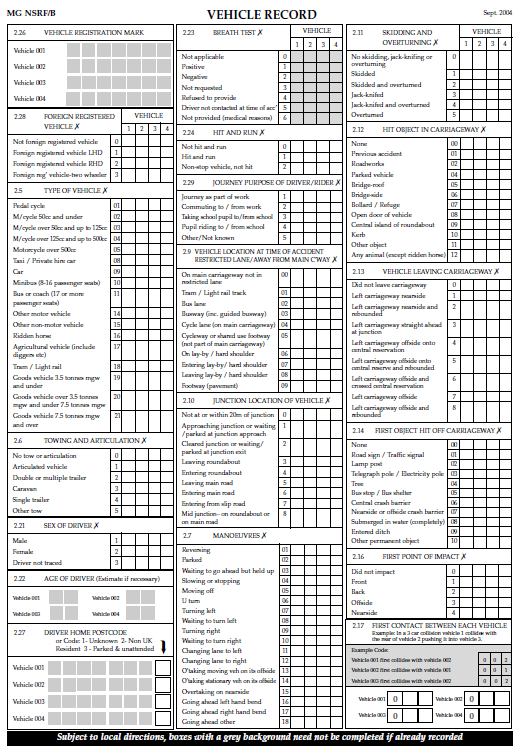 MG NSRF/B
VEHICLE RECORD
Sept. 2004
2.26 VEHICLE REGISTRATION MARK
Vehicle 001
Vehicle 002
Vehicle 003
Vehicle 004
2.28 FOREIGN REGISTERED VEHICLE ✗
VEHICLE
1 2 3 4
Not foreign registered vehicle 0
Foreign registered vehicle LHD 1
Foreign registered vehicle RHD 2
Foreign reg' vehicle-two wheeler 3
2.5 TYPE OF VEHICLE ✗
Pedal cycle 01
M/cycle 50cc and under 02
M/cycle over 50cc and up to 125cc 03
M/cycle over 125cc and up to 500cc 04
Motorcycle over 500cc 05
Taxi / Private hire car 08
Car 09
Minibus (8-16 passenger seats) 10
Bus or coach (17 or more 11
passenger seats)
Other motor vehicle 14
Other non-motor vehicle 15
Ridden horse 16
Agricultural vehicle (include 17
diggers etc)
Tram / Light rail 18
Goods vehicle 3.5 tonnes mgw 19
and under
Goods vehicle over 3.5 tonnes 20
mgw and under 7.5 tonnes mgw
Goods vehicle 7.5 tonnes mgw 21
and over
2.6 TOWING AND ARTICULATION ✗
No tow or articulation 0
Articulated vehicle 1
Double or multiple trailer 2
Caravan 3
Single trailer 4
Other tow 5
2.21 SEX OF DRIVER ✗
Male 1
Female 2
Driver not traced 3
2.22 AGE OF DRIVER (Estimate if necessary)
Vehicle 001 Vehicle 002
Vehicle 003 Vehicle 004
2.27 DRIVER HOME POSTCODE
or Code: 1- Unknown 2- Non UK
Resident 3 - Parked & unattended
Vehicle 001
Vehicle 002
Vehicle 003
Vehicle 004
2.23 BREATH TEST ✗
VEHICLE
1 2 3 4
Not applicable 0
Positive 1
Negative 2
Not requested 3
Refused to provide 4
Driver not contacted at time of acc' 5
Not provided (medical reasons) 6
2.24 HIT AND RUN ✗
Not hit and run 0
Hit and run 1
Non-stop vehicle, not hit 2
2.29 JOURNEY PURPOSE OF DRIVER/RIDER ✗
Journey as part of work 1
Commuting to / from work 2
Taking school pupil to/from school 3
Pupil riding to / from school 4
Other/Not known 5
2.9 VEHICLE LOCATION AT TIME OF ACCIDENT
RESTRICTED LANE/AWAY FROM MAIN C'WAY ✗
On main carriageway not in 00
restricted lane
Tram / Light rail track 01
Bus lane 02
Busway (inc. guided busway) 03
Cycle lane (on main carriageway) 04
Cycleway or shared use footway 05
(not part of main carriageway)
On lay-by / hard shoulder 06
Entering lay-by / hard shoulder 07
Leaving lay-by / hard shoulder 08
Footway (pavement) 09
2.10 JUNCTION LOCATION OF VEHICLE ✗
Not at or within 20m of junction 0
Approaching junction or waiting 1
/parked at junction approach
Cleared junction or waiting/ 2
parked at junction exit
Leaving roundabout 3
Entering roundabout 4
Leaving main road 5
Entering main road 6
Entering from slip road 7
Mid junction- on roundabout or 8
on main road
2.7 MANOEUVRES ✗
Reversing 01
Parked 02
Waiting to go ahead but held up 03
Slowing or stopping 04
Moving off 05
U turn 06
Turning left 07
Waiting to turn left 08
Turning right 09
Waiting to turn right 10
Changing lane to left 11
Changing lane to right 12
O'taking moving veh on its offside 13
O'taking stationary veh on its offside 14
Overtaking on nearside 15
Going ahead left hand bend 16
Going ahead right hand bend 17
Going ahead other 18
2.11 SKIDDING AND
OVERTURNING ✗
VEHICLE
1 2 3 4
No skidding, jack-knifing or 0
overturning
Skidded 1
Skidded and overturned 2
Jack-knifed 3
Jack-knifed and overturned 4
Overturned 5
2.12 HIT OBJECT IN CARRIAGEWAY ✗
None 00
Previous accident 01
Roadworks 02
Parked vehicle 04
Bridge-roof 05
Bridge-side 06
Bollard / Refuge 07
Open door of vehicle 08
Central island of roundabout 09
Kerb 10
Other object 11
Any animal (except ridden horse) 12
2.13 VEHICLE LEAVING CARRIAGEWAY ✗
Did not leave carriageway 0
Left carriageway nearside 1
Left carriageway nearside and 2
rebounded
Left carriageway straight ahead 3
at junction
Left carriageway offside onto 4
central reservation
Left carriageway offside onto 5
central reserve and rebounded
Left carriageway offside and 6
crossed central reservation
Left carriageway offside 7
Left carriageway offside and 8
rebounded
2.14 FIRST OBJECT HIT OFF CARRIAGEWAY ✗
None 00
Road sign / Traffic signal 01
Lamp post 02
Telegraph pole / Electricity pole 03
Tree 04
Bus stop / Bus shelter 05
Central crash barrier 06
Nearside or offside crash barrier 07
Submerged in water (completely) 08
Entered ditch 09
Other permanent object 10
2.16 FIRST POINT OF IMPACT ✗
Did not impact 0
Front 1
Back 2
Offside 3
Nearside 4
2.17 FIRST CONTACT BETWEEN EACH VEHICLE
Example: In a 3 car collision vehicle 1 collides with
the rear of vehicle 2 pushing it into vehicle 3.
Example Code:
Vehicle 001 first collides with vehicle 002 0 0 2
Vehicle 002 first collides with vehicle 001 0 0 1
Vehicle 003 first collides with vehicle 002 0 0 2
Vehicle 001 0 Vehicle 002 0
Vehicle 003 0 Vehicle 004 0
Subject to local directions, boxes with a grey background need not be completed if already recorded